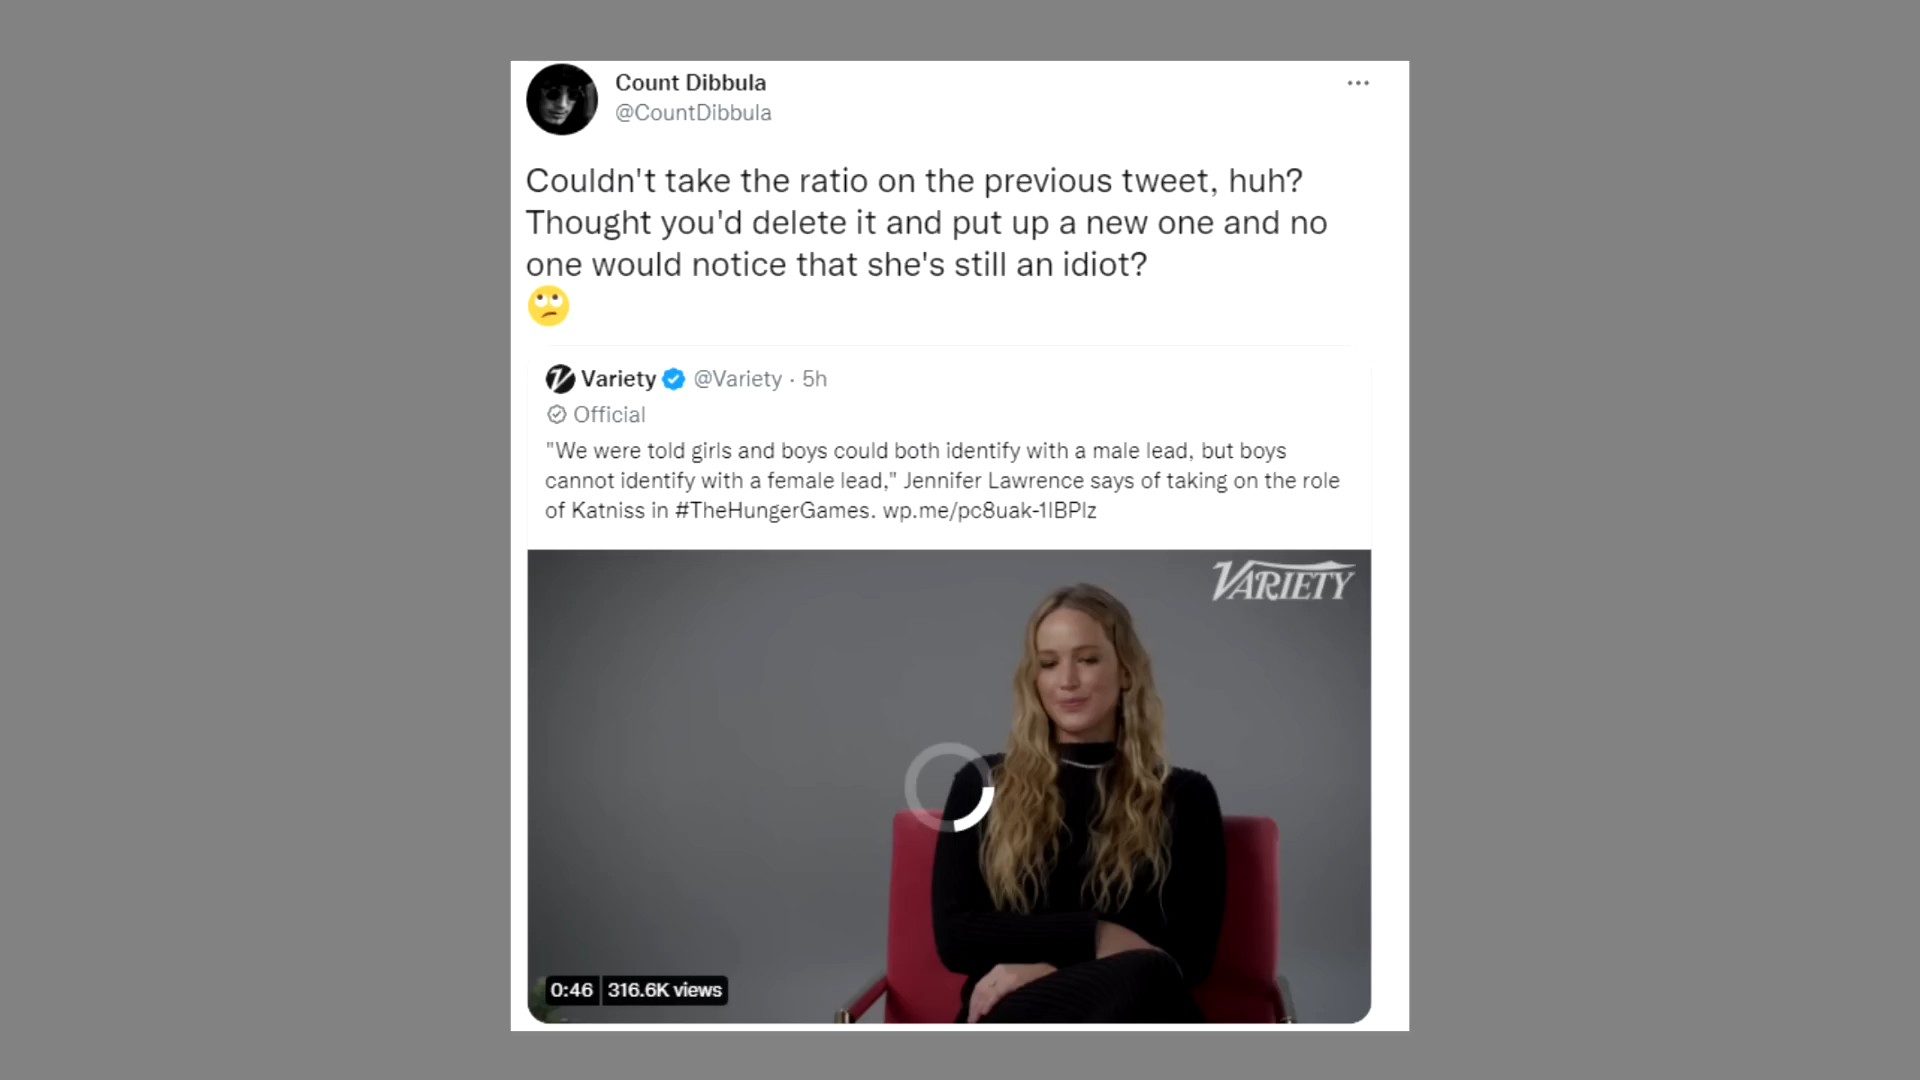 Count Dibbula
@CountDibbula
Couldn't take the ratio on the previous tweet, huh?
Thought you'd delete it and put up a new one and no
one would notice that she's still an idiot?
Variety @Variety · 5h
Official
"We were told girls and boys could both identify with a male lead, but boys
cannot identify with a female lead," Jennifer Lawrence says of taking on the role
of Katniss in #TheHungerGames. wp.me/pc8uak-1lBPlz
VARIETY
0:46 316.6K views